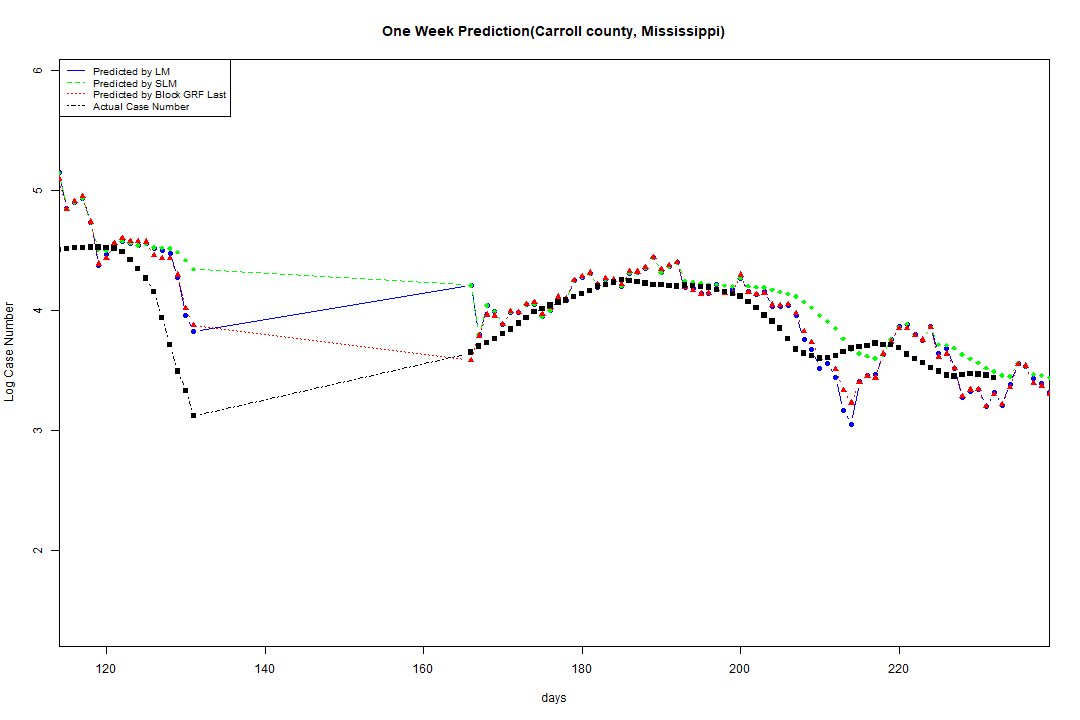 One Week Prediction(Carroll county, Mississippi)
Predicted by LM
Predicted by SLM
Predicted by Block GRF Last
Actual Case Number
6
5
4
3
2
Log Case Number
120 140 160 180 200 220
days